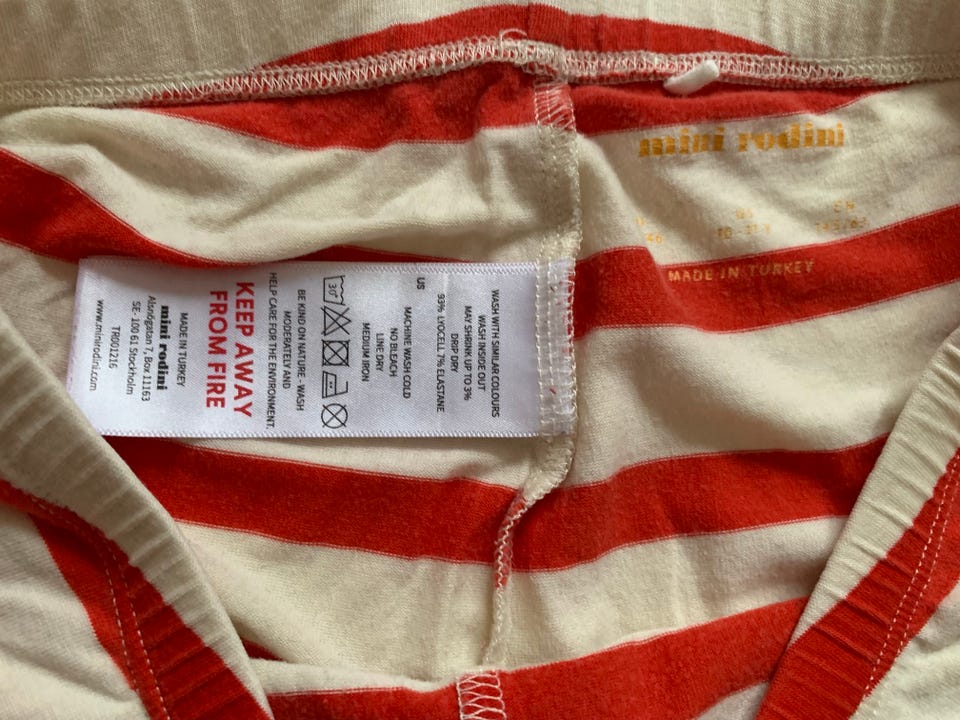 mini rodini
US
MADE IN TURKEY
WASH WITH SIMILAR COLOURS
WASH INSIDE OUT
MAY SHRINK UP TO 3%
DRIP DRY
93% LYOCELL 7% ELASTANE
US
MACHINE WASH COLD
NO BLEACH
LINE DRY
MEDIUM IRON
30°
BE KIND ON NATURE - WASH
MODERATELY AND
HELP CARE FOR THE ENVIRONMENT.
KEEP AWAY
FROM FIRE
MADE IN TURKEY
mini rodini
Alsnögatan 7, Box 11163
SE- 100 61 Stockholm
TR001216
www.minirodini.com